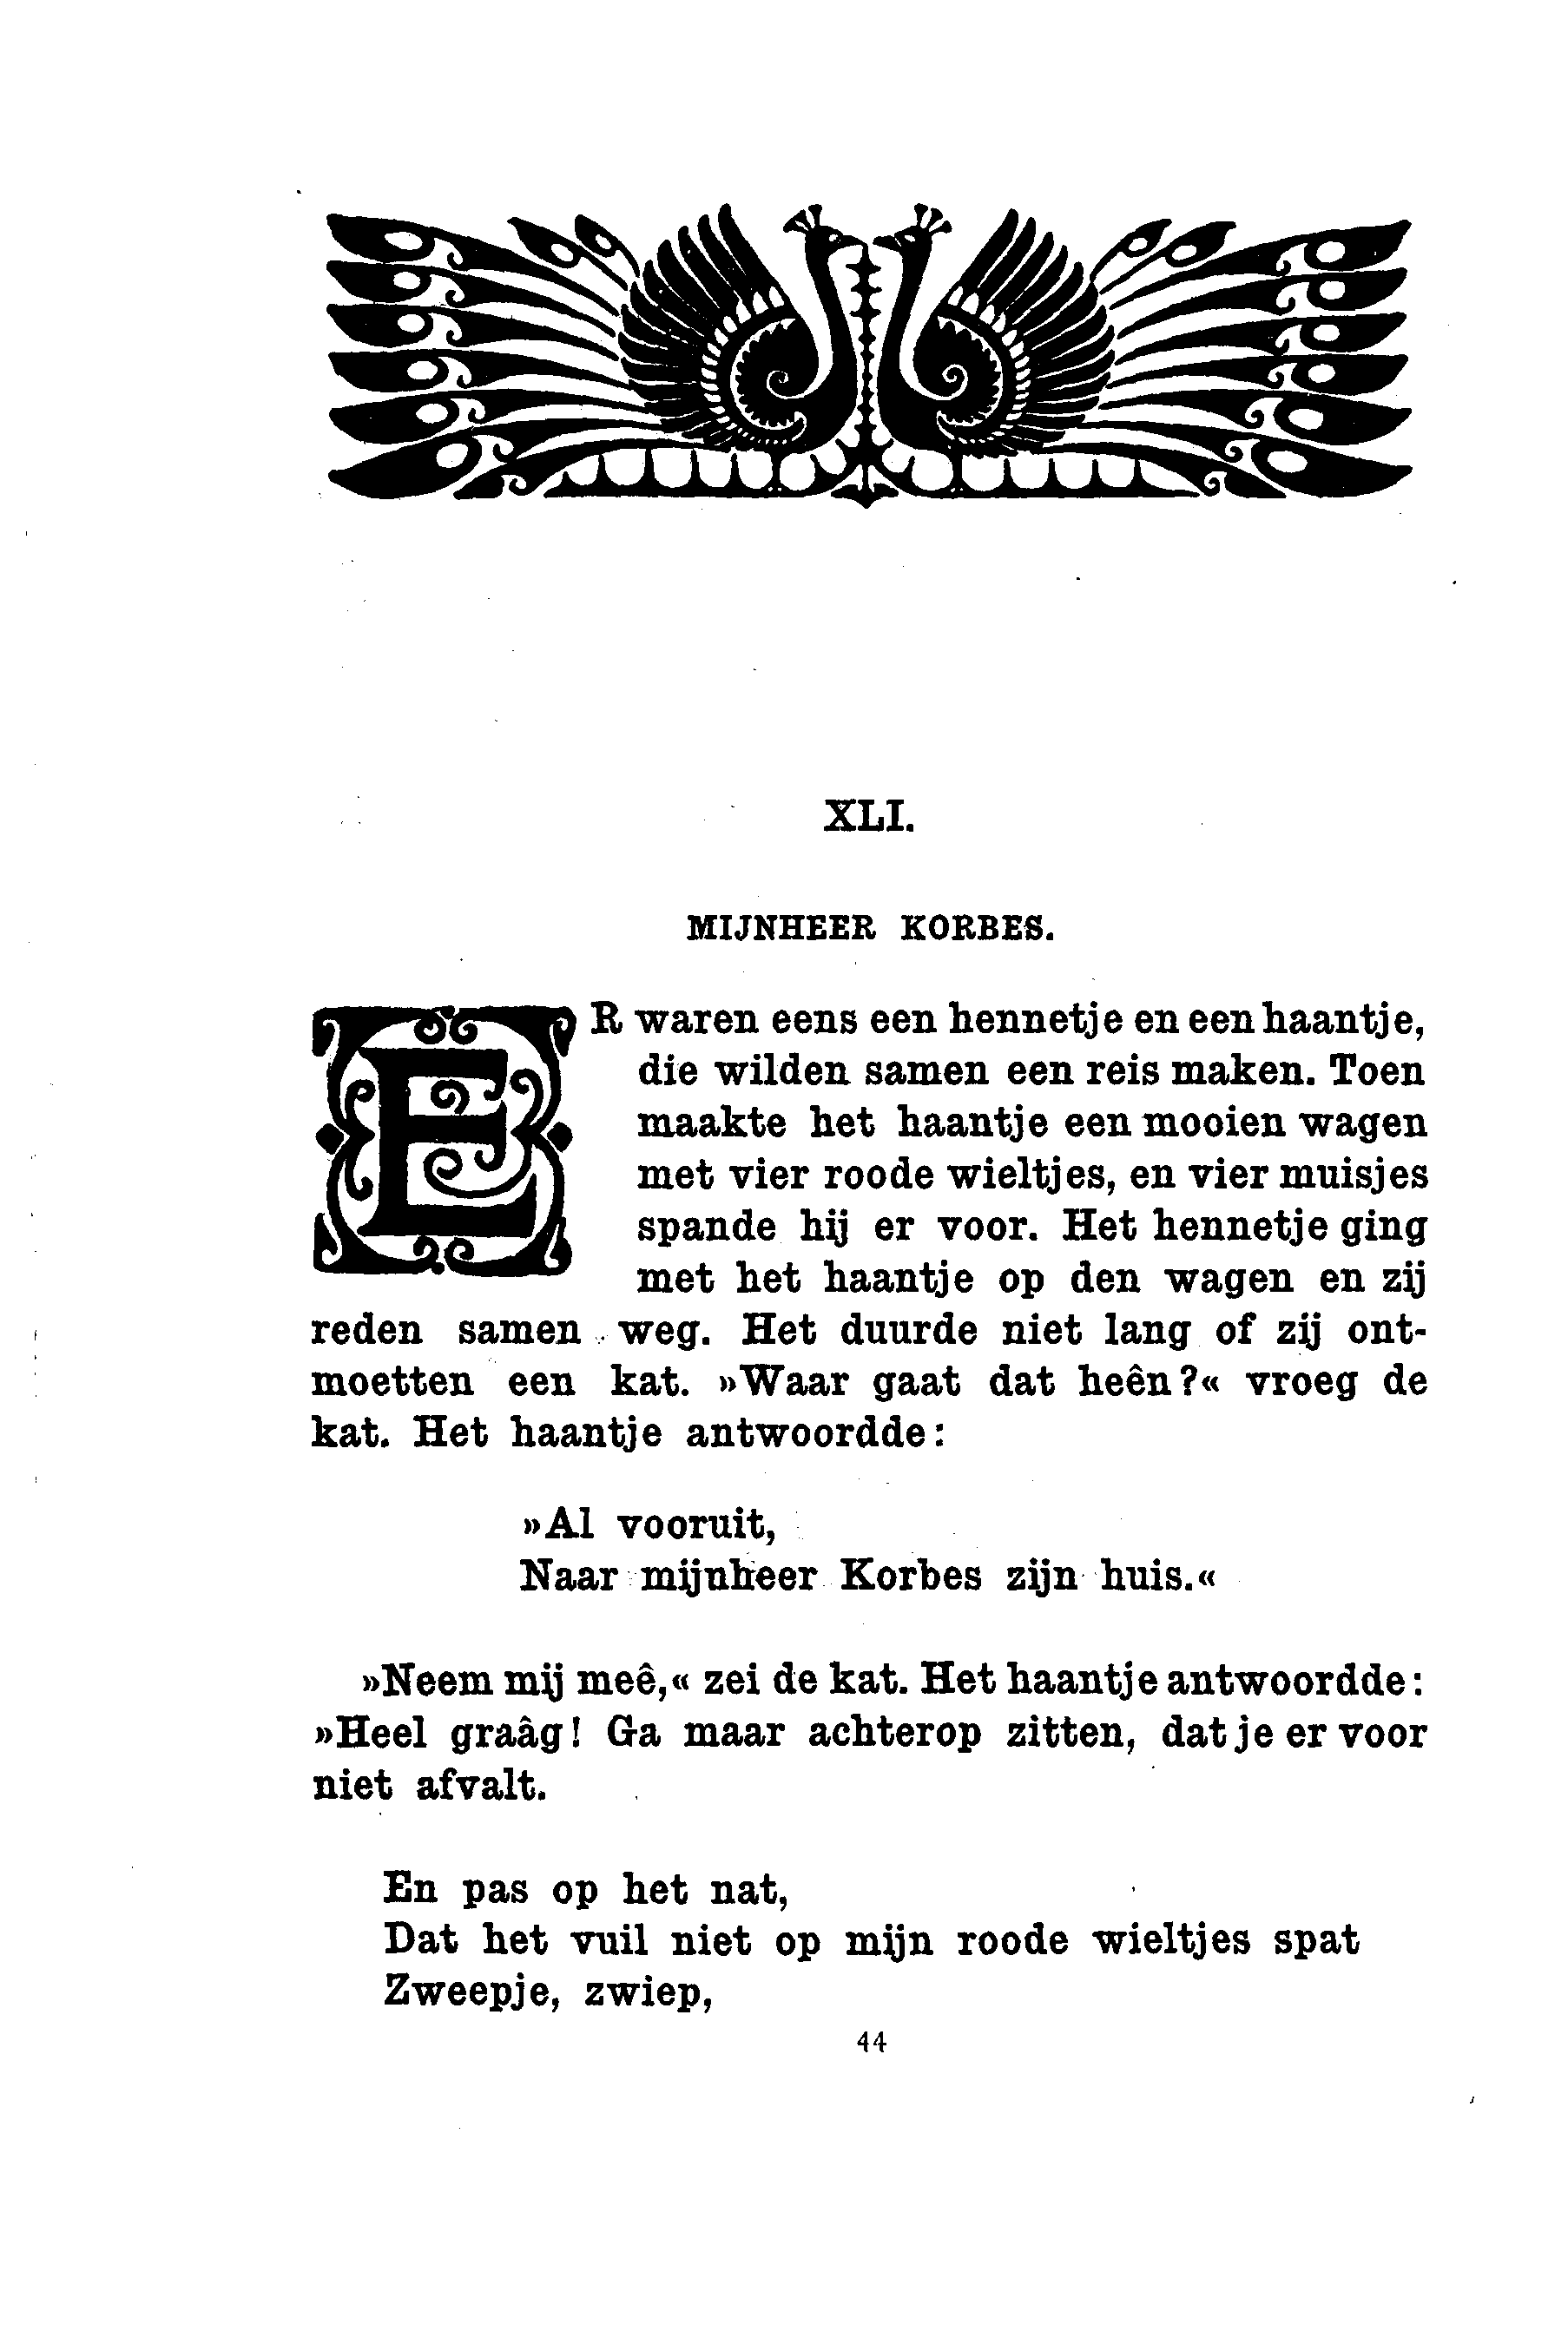 XLI.
MIJNHEER KORBES.
ER waren eens een hennetje en een haantje,
die wilden samen een reis maken. Toen
maakte het haantje een mooien wagen
met vier roode wieltjes, en vier muisjes
spande hij er voor. Het hennetje ging
met het haantje op den wagen en zij
reden samen weg. Het duurde niet lang of zij ont-
moetten een kat. »Waar gaat dat heên?« vroeg de
kat. Het haantje antwoordde:
»Al vooruit,
Naar mijnheer Korbes zijn huis.«
»Neem mij meê,« zei de kat. Het haantje antwoordde:
»Heel graâg! Ga maar achterop zitten, dat je er voor
niet afvalt.
En pas op het nat,
Dat het vuil niet op mijn roode wieltjes spat
Zweepje, zwiep,
44